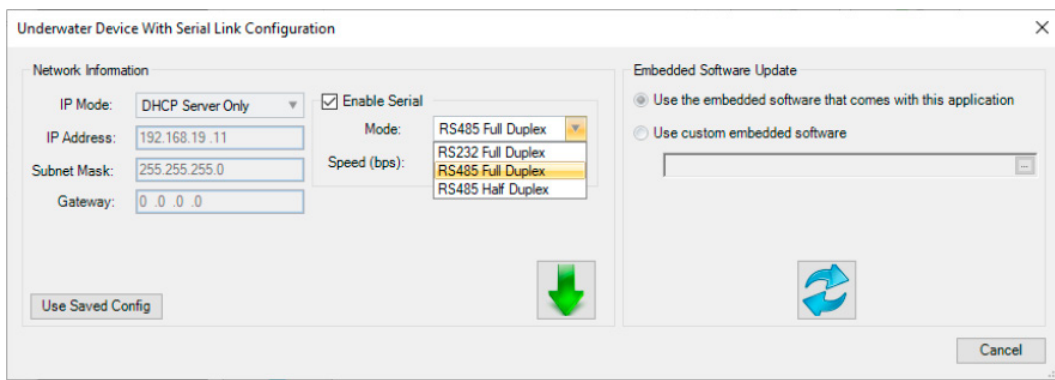 Underwater Device With Serial Link Configuration
Network Information
IP Mode: DHCP Server Only
IP Address: 192.168.19 .11
Subnet Mask: 255.255.255.0
Gateway: 0 .0 .0 .0
Use Saved Config
Enable Serial
Mode: RS485 Full Duplex
RS232 Full Duplex
RS485 Full Duplex
RS485 Half Duplex
Speed (bps):
Embedded Software Update
Use the embedded software that comes with this application
Use custom embedded software
...
Cancel